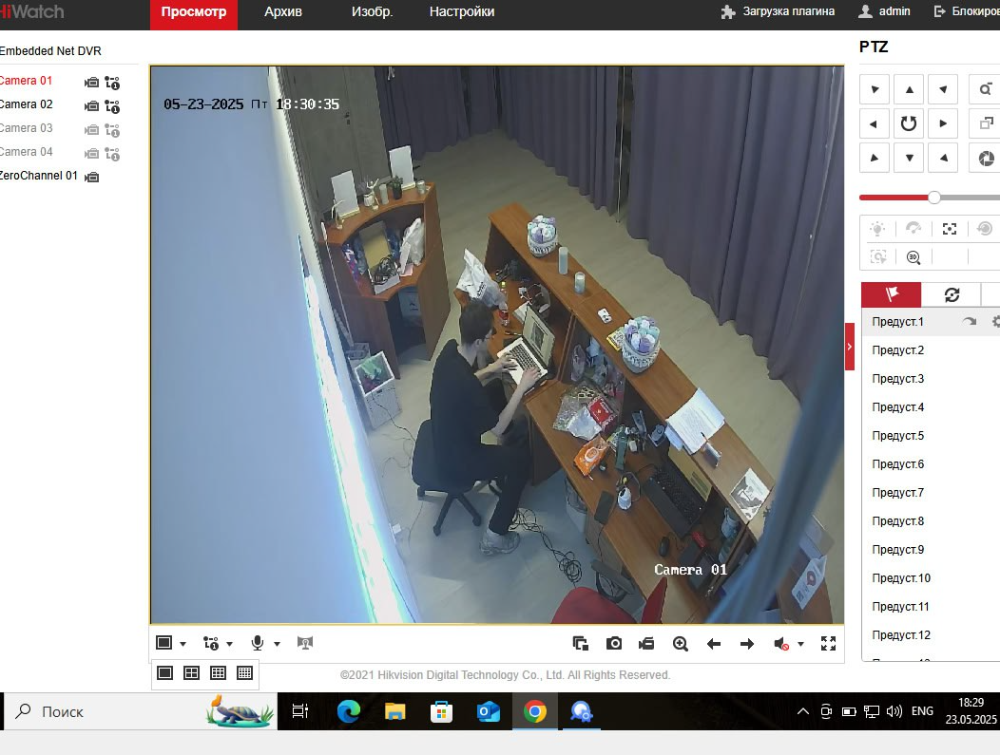 HiWatch
Просмотр
Архив
Изобр.
Настройки
Загрузка плагина
admin
Блокиров
Embedded Net DVR
Camera 01
Camera 02
Camera 03
Camera 04
ZeroChannel 01
05-23-2025 Пт 18:30:35
Camera 01
PTZ
3D
Предуст.1
Предуст.2
Предуст.3
Предуст.4
Предуст.5
Предуст.6
Предуст.7
Предуст.8
Предуст.9
Предуст.10
Предуст.11
Предуст.12
©2021 Hikvision Digital Technology Co., Ltd. All Rights Reserved.
Поиск
ENG
18:29
23.05.2025